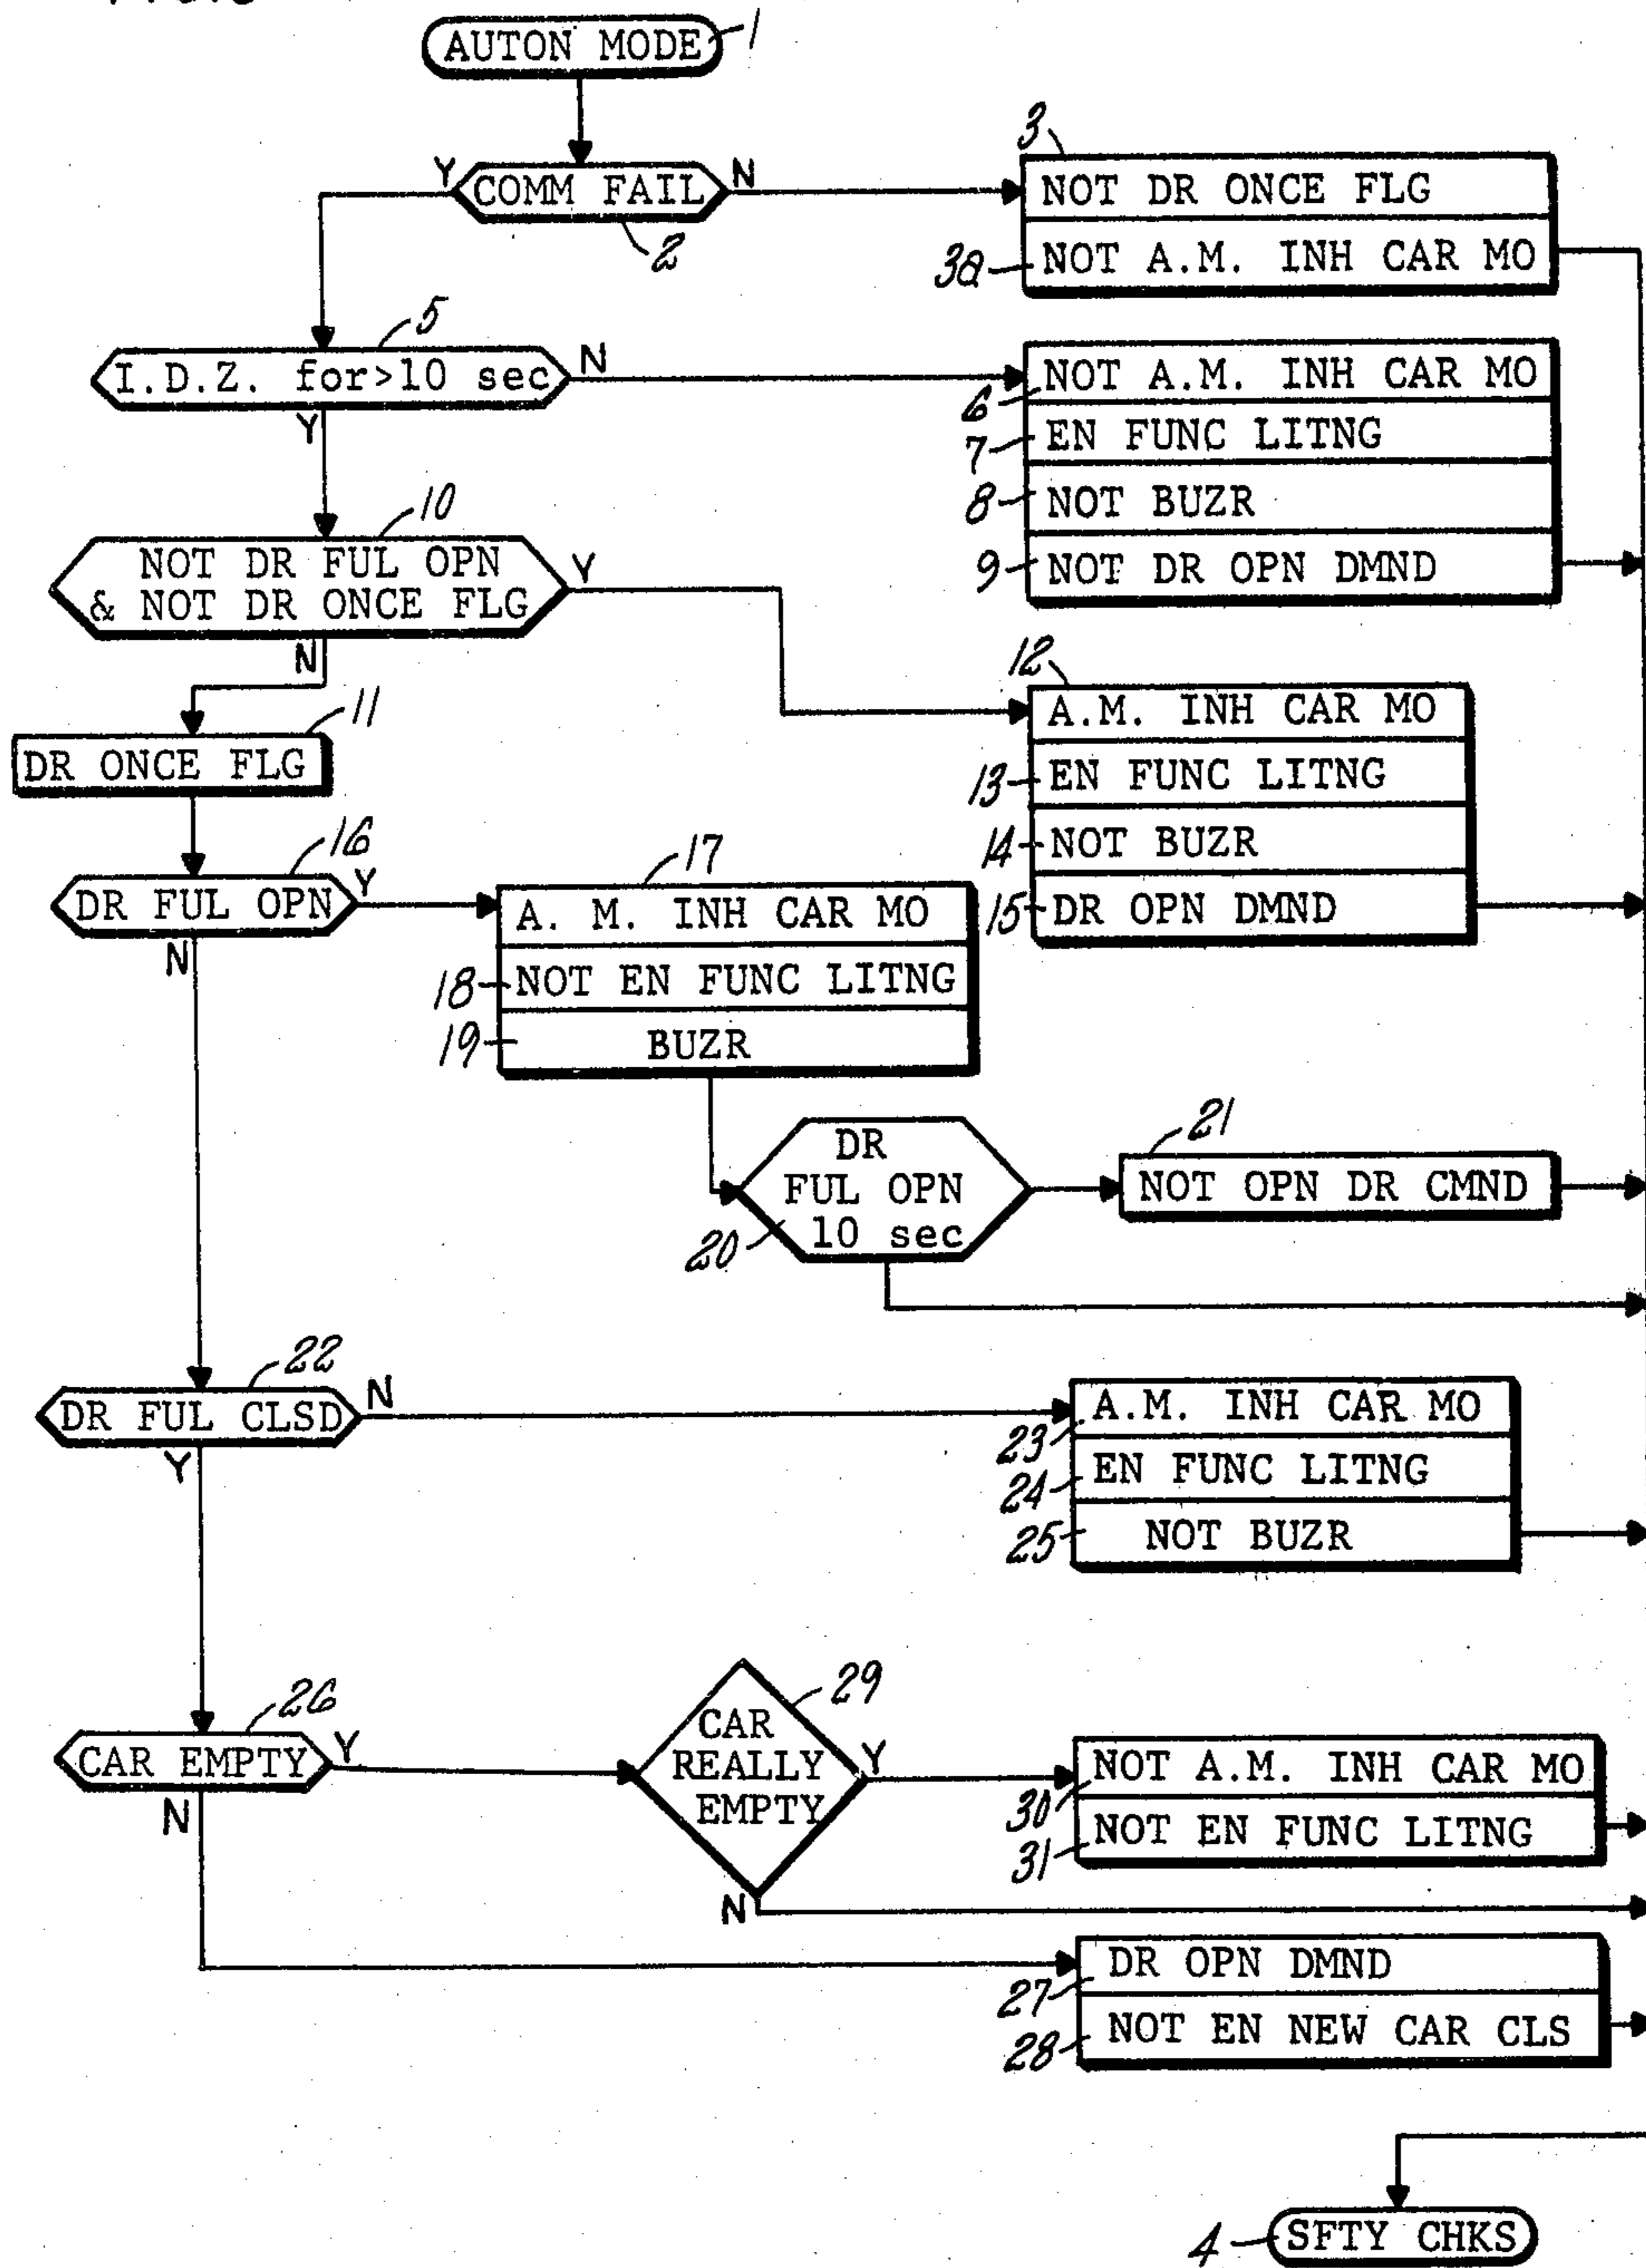 AUTON MODE 1
Y COMM FAIL N
2
3 NOT DR ONCE FLG
3a NOT A.M. INH CAR MO
5
I.D.Z. for>10 sec N
Y
6 NOT A.M. INH CAR MO
7 EN FUNC LITNG
8 NOT BUZR
9 NOT DR OPN DMND
10
NOT DR FUL OPN
& NOT DR ONCE FLG
Y
N
11
DR ONCE FLG
12
A.M. INH CAR MO
13 EN FUNC LITNG
14 NOT BUZR
15 DR OPN DMND
16
DR FUL OPN Y
N
17
A. M. INH CAR MO
18 NOT EN FUNC LITNG
19 BUZR
DR
FUL OPN
10 sec
20
21
NOT OPN DR CMND
22
DR FUL CLSD N
Y
23 A.M. INH CAR MO
24 EN FUNC LITNG
25 NOT BUZR
26
CAR EMPTY Y
N
29
CAR
REALLY
EMPTY
Y
N
30 NOT A.M. INH CAR MO
31 NOT EN FUNC LITNG
27 DR OPN DMND
28 NOT EN NEW CAR CLS
4 SFTY CHKS